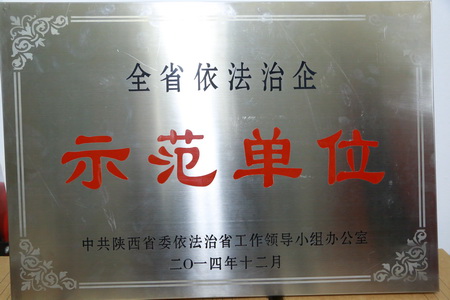 全省依法治企
示范单位
中共陕西省委依法治省工作领导小组办公室
二〇一四年十二月